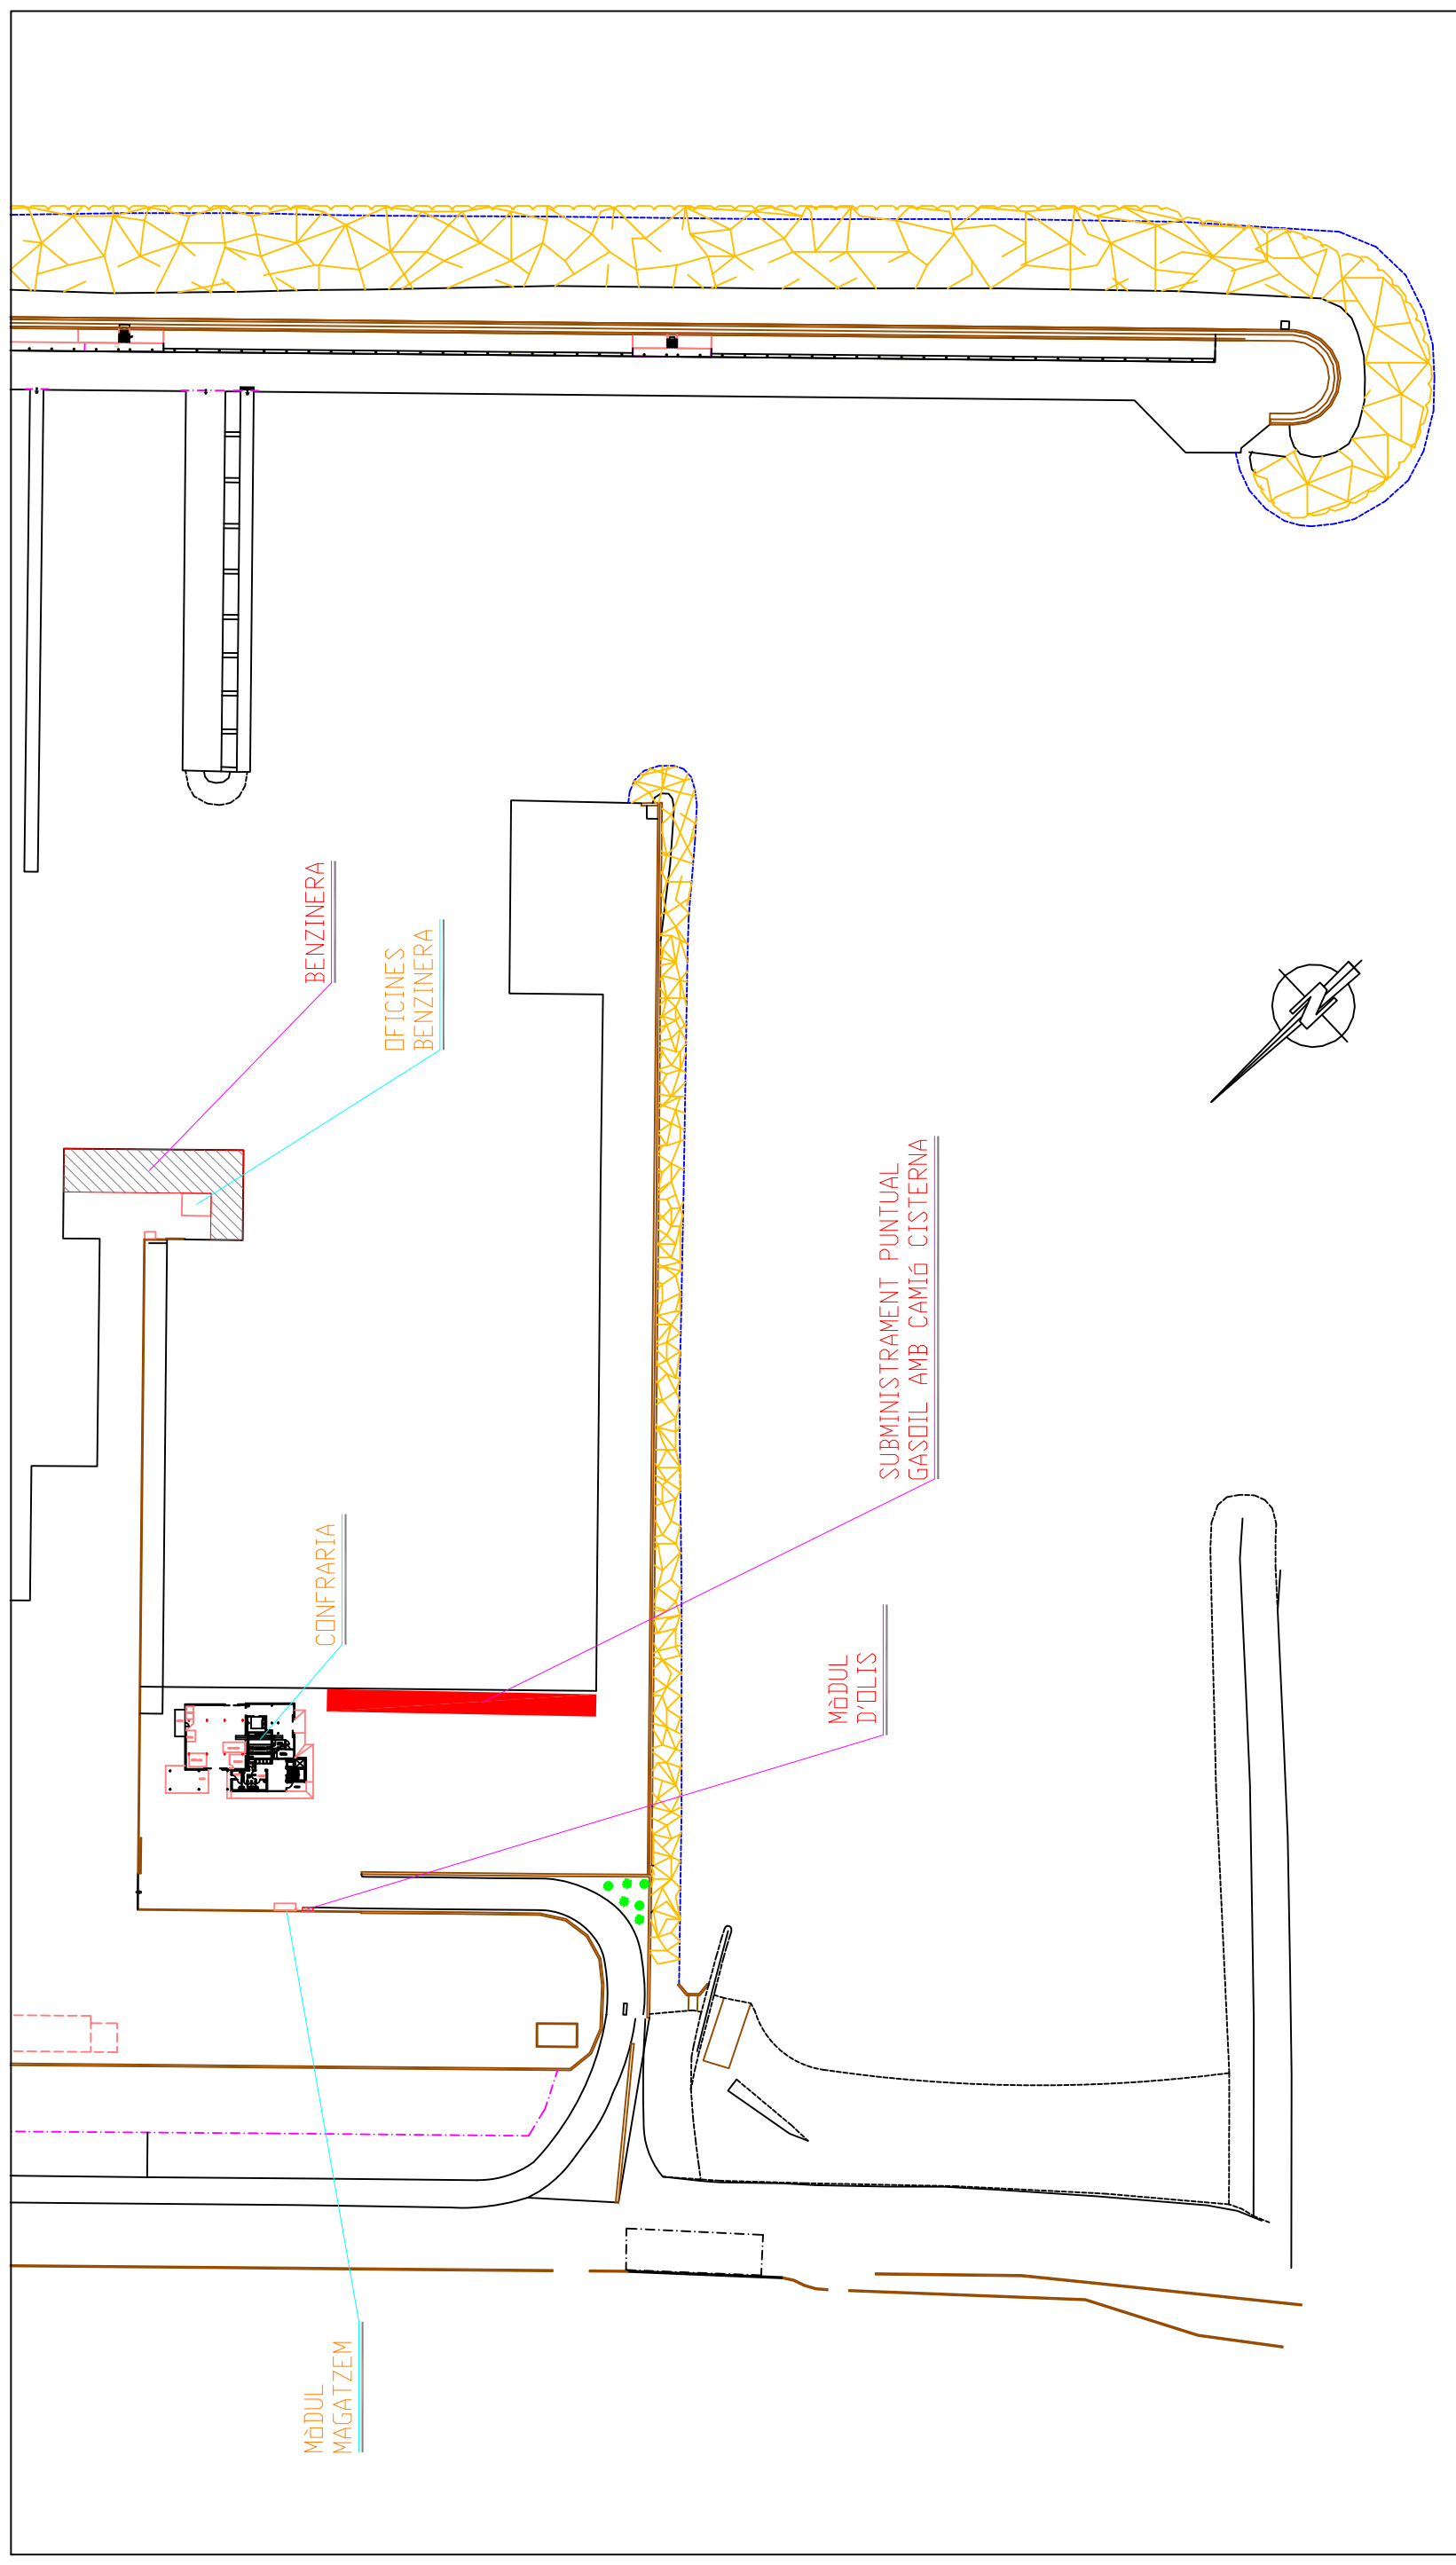 BENZINERA
OFICINES
BENZINERA
SUBMINISTRAMENT PUNTUAL
GASOIL AMB CAMIÓ CISTERNA
CONFRARIA
MÒDUL
D'OLIS
MÒDUL
MAGATZEM
N